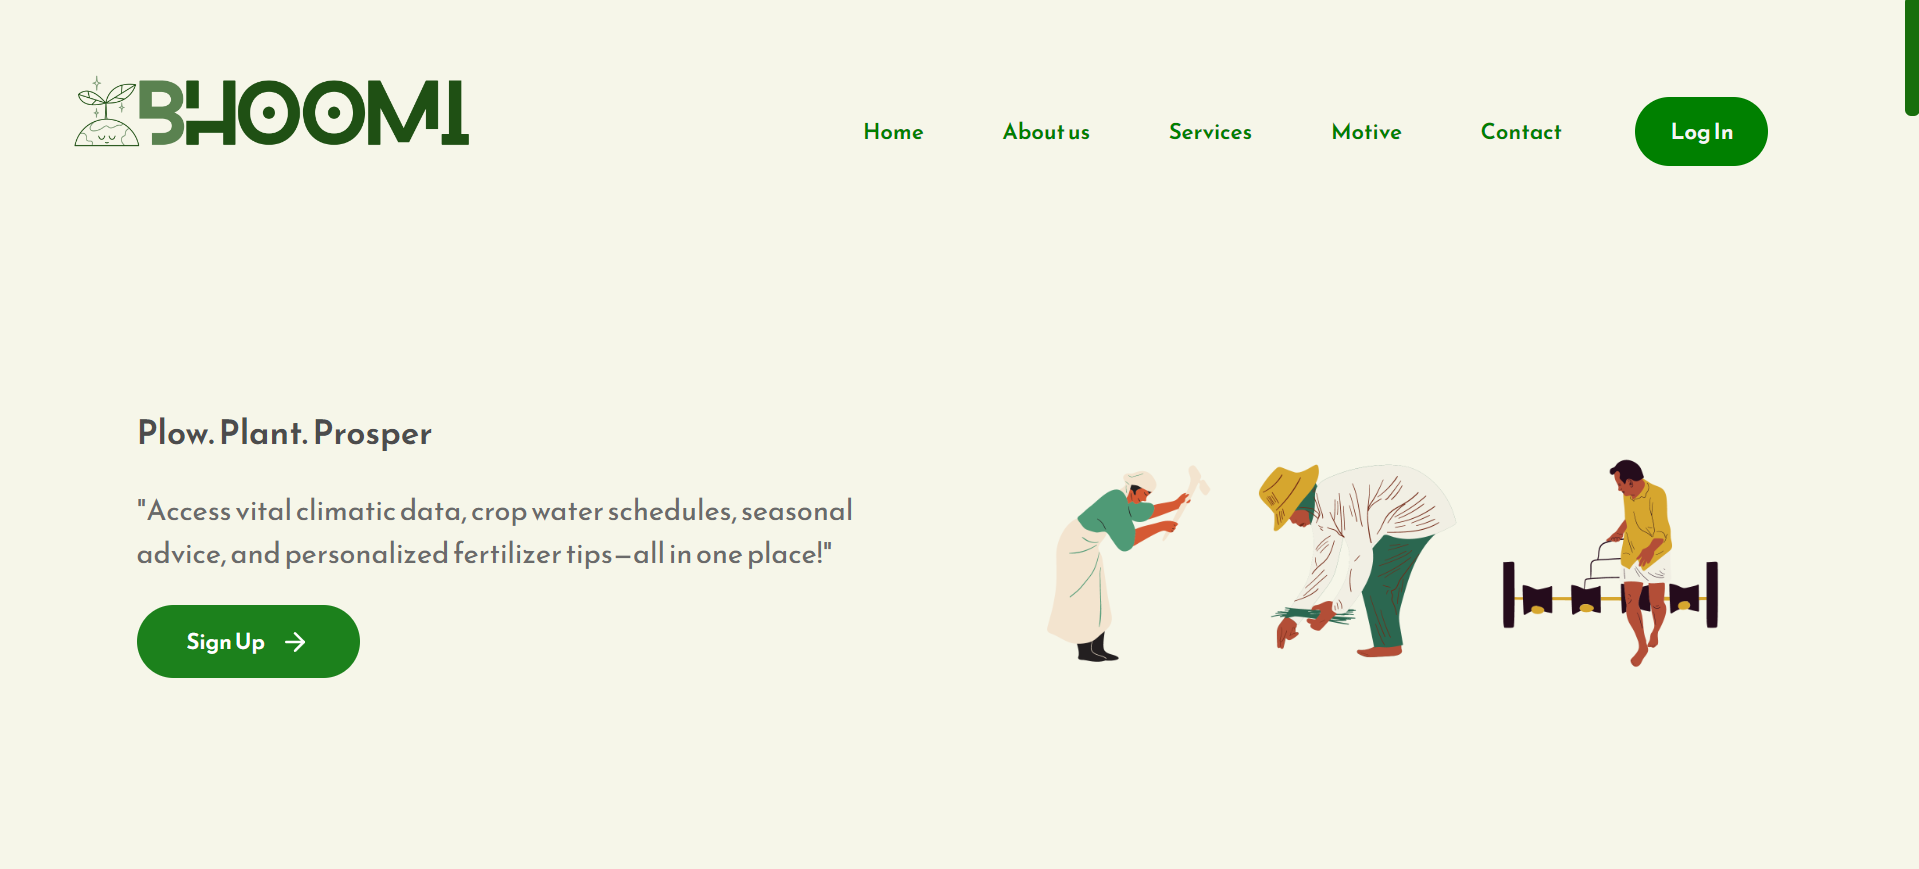 BHOOMI
Home About us Services Motive Contact Log In
Plow. Plant. Prosper
"Access vital climatic data, crop water schedules, seasonal
advice, and personalized fertilizer tips—all in one place!"
Sign Up